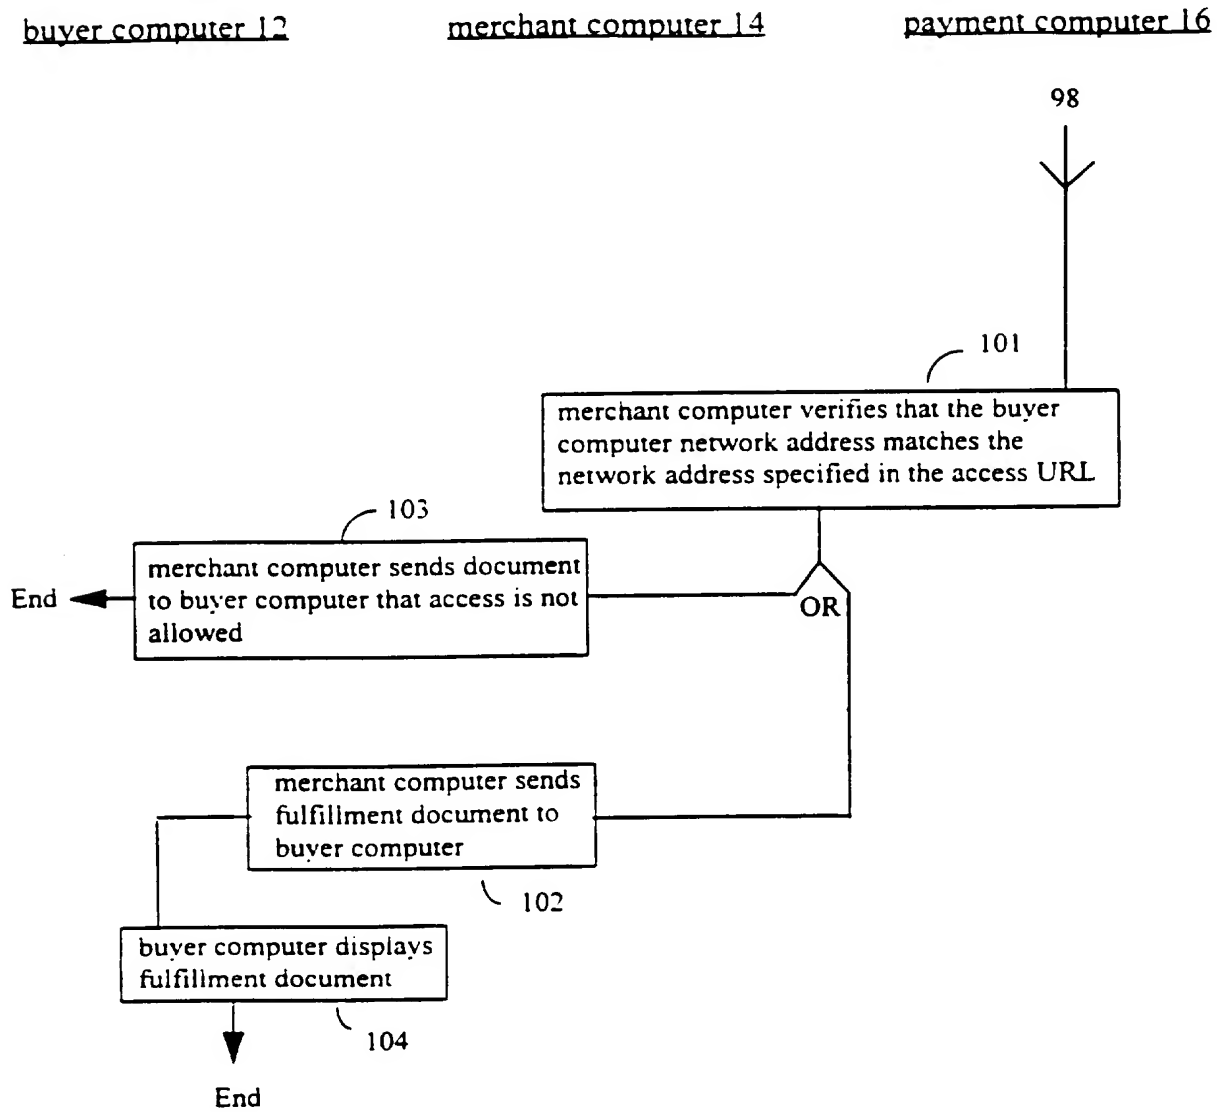 buyer computer 12
merchant computer 14
payment computer 16
98
101
merchant computer verifies that the buyer
computer network address matches the
network address specified in the access URL
103
merchant computer sends document
to buyer computer that access is not
allowed
End
OR
merchant computer sends
fulfillment document to
buyer computer
102
buyer computer displays
fulfillment document
104
End